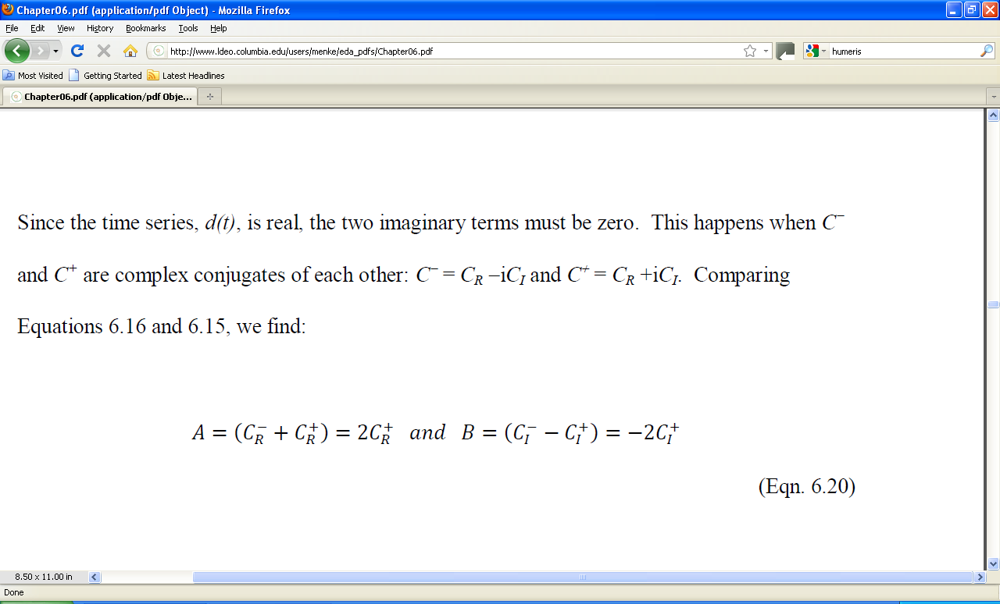 Chapter06.pdf (application/pdf Object) - Mozilla Firefox
File Edit View History Bookmarks Tools Help
http://www.ldeo.columbia.edu/users/menke/eda_pdfs/Chapter06.pdf humeris
Most Visited Getting Started Latest Headlines
Chapter06.pdf (application/pdf Obje...
Since the time series, d(t), is real, the two imaginary terms must be zero. This happens when C⁻
and C⁺ are complex conjugates of each other: C⁻ = C_R –iC_I and C⁺ = C_R +iC_I. Comparing
Equations 6.16 and 6.15, we find:
A = (C_R^- + C_R^+) = 2C_R^+ and B = (C_I^- − C_I^+) = −2C_I^+
(Eqn. 6.20)
8.50 x 11.00 in
Done